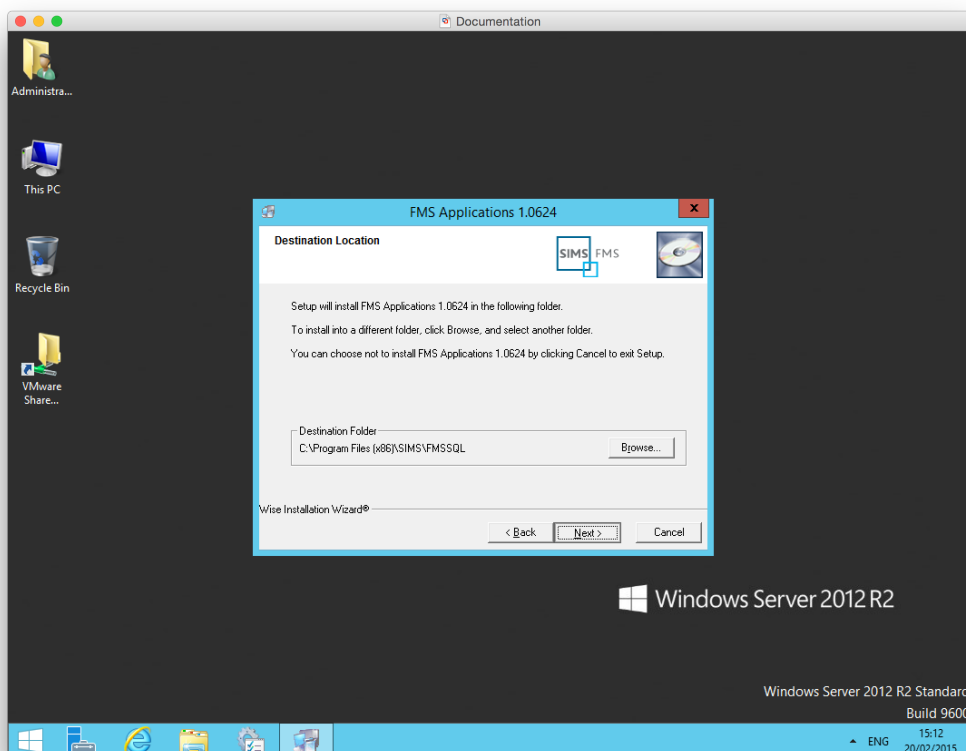 Documentation
Administra...
This PC
Recycle Bin
VMware
Share...
FMS Applications 1.0624
x
Destination Location
SIMS FMS
Setup will install FMS Applications 1.0624 in the following folder.
To install into a different folder, click Browse, and select another folder.
You can choose not to install FMS Applications 1.0624 by clicking Cancel to exit Setup.
Destination Folder
C:\Program Files (x86)\SIMS\FMSSQL
Browse...
Wise Installation Wizard®
< Back
Next >
Cancel
Windows Server 2012 R2
Windows Server 2012 R2 Standard
Build 9600
ENG
15:12
20/02/2015